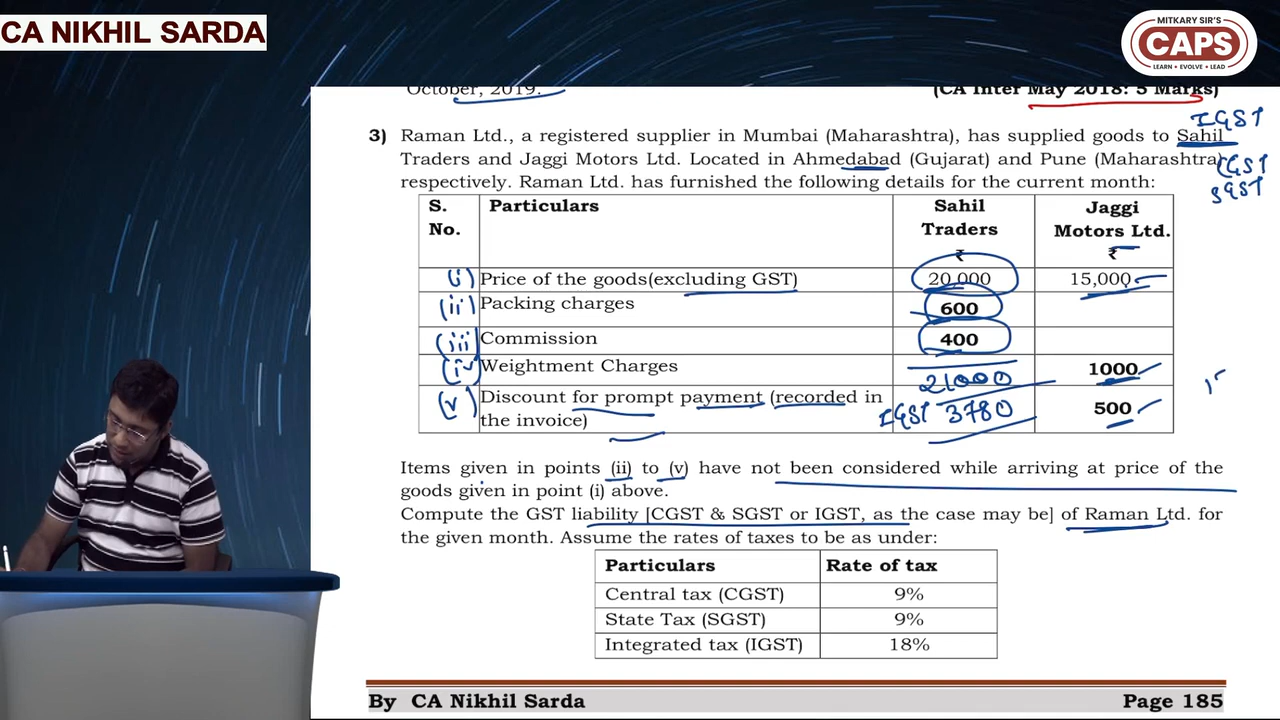 CA NIKHIL SARDA
MITKARY SIR'S
CAPS
LEARN • EVOLVE • LEAD
October, 2019.
(CA Inter May 2018: 5 Marks)
IGST
3) Raman Ltd., a registered supplier in Mumbai (Maharashtra), has supplied goods to Sahil
Traders and Jaggi Motors Ltd. Located in Ahmedabad (Gujarat) and Pune (Maharashtra)
CGST
respectively. Raman Ltd. has furnished the following details for the current month:
SGST
S. No. Particulars Sahil Traders ₹ Jaggi Motors Ltd. ₹
(i) Price of the goods(excluding GST) 20,000 15,000
(ii) Packing charges 600
(iii) Commission 400
(iv) Weightment Charges 1000
21000
(v) Discount for prompt payment (recorded in
the invoice) 500
IGST 3780
15
Items given in points (ii) to (v) have not been considered while arriving at price of the
goods given in point (i) above.
Compute the GST liability [CGST & SGST or IGST, as the case may be] of Raman Ltd. for
the given month. Assume the rates of taxes to be as under:
Particulars Rate of tax
Central tax (CGST) 9%
State Tax (SGST) 9%
Integrated tax (IGST) 18%
By CA Nikhil Sarda Page 185